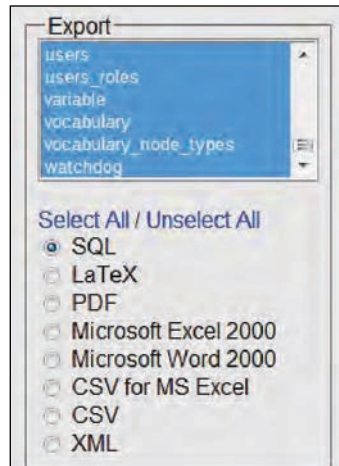 Export
users
users_roles
variable
vocabulary
vocabulary_node_types
watchdog
Select All / Unselect All
SQL
LaTeX
PDF
Microsoft Excel 2000
Microsoft Word 2000
CSV for MS Excel
CSV
XML